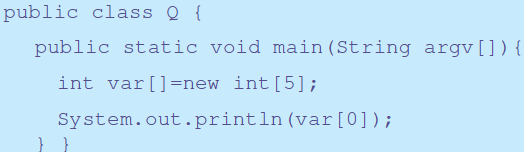 public class Q {
public static void main(String argv[]){
int var[]=new int[5];
System.out.println(var[0]);
} }